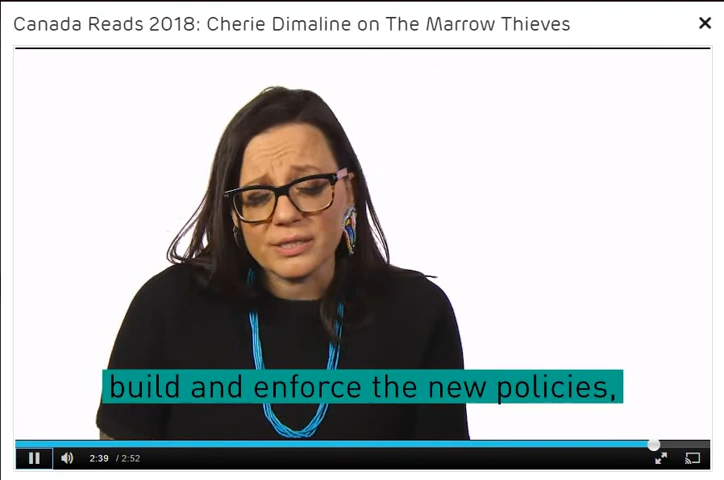 Canada Reads 2018: Cherie Dimaline on The Marrow Thieves
build and enforce the new policies,
2:39 / 2:52